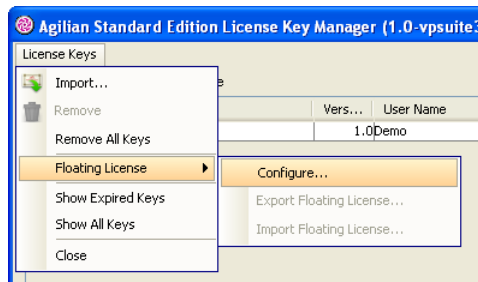 Agilian Standard Edition License Key Manager (1.0-vpsuite3
License Keys
Import...
Remove
Vers... User Name
Remove All Keys
1.0 Demo
Floating License
Configure...
Show Expired Keys
Export Floating License...
Show All Keys
Import Floating License...
Close